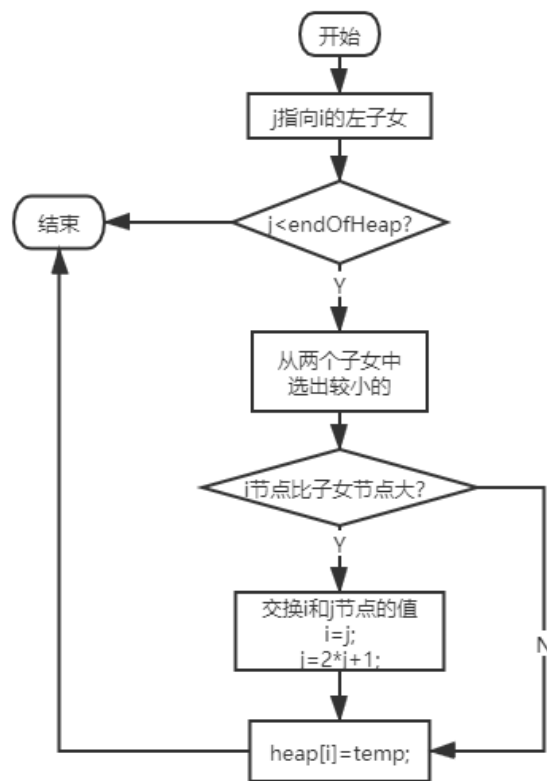 开始
j指向i的左子女
j<endOfHeap?
结束
Y
从两个子女中
选出较小的
i节点比子女节点大?
Y
交换i和j节点的值
i=j;
j=2*j+1;
N
heap[i]=temp;